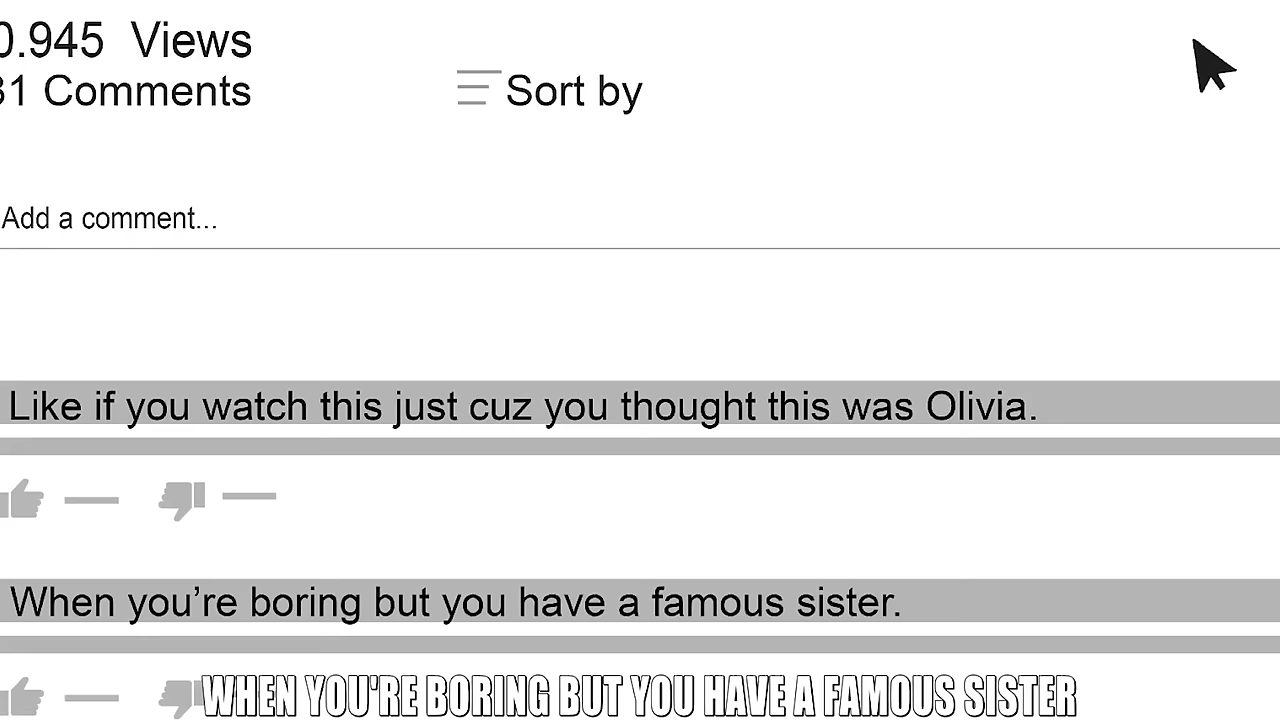 0.945 Views
31 Comments
Sort by
Add a comment...
Like if you watch this just cuz you thought this was Olivia.
When you’re boring but you have a famous sister.
WHEN YOU'RE BORING BUT YOU HAVE A FAMOUS SISTER